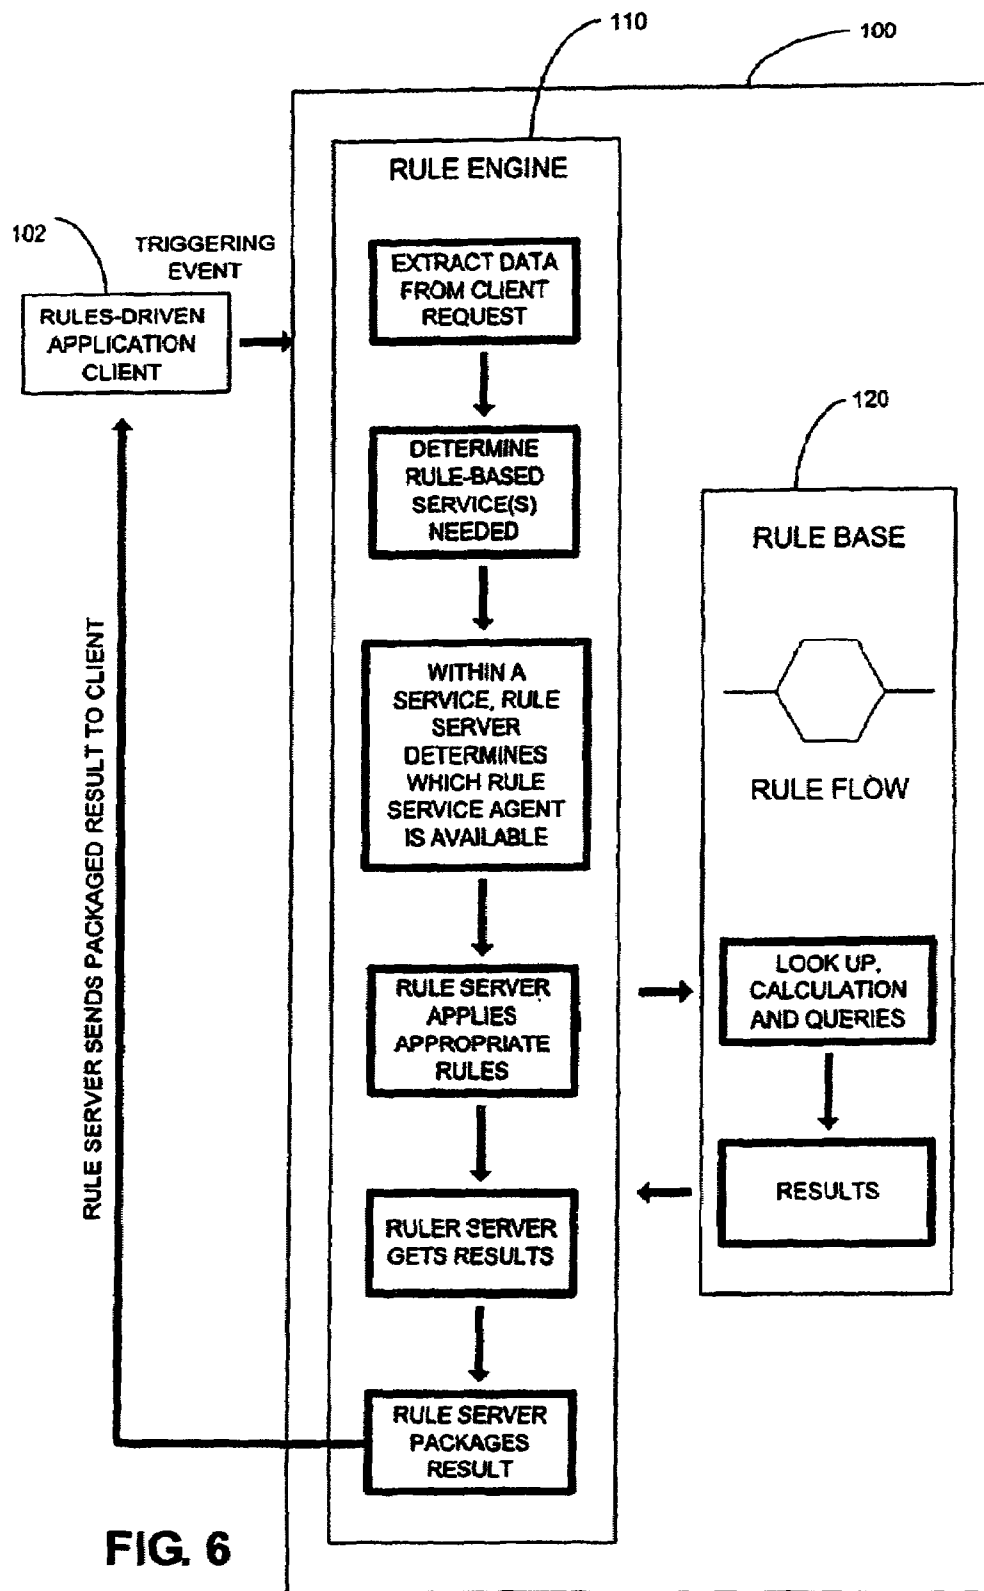 110
100
RULE ENGINE
102
TRIGGERING
EVENT
EXTRACT DATA
FROM CLIENT
REQUEST
RULES-DRIVEN
APPLICATION
CLIENT
120
DETERMINE
RULE-BASED
SERVICE(S)
NEEDED
RULE BASE
WITHIN A
SERVICE, RULE
SERVER
DETERMINES
WHICH RULE
SERVICE AGENT
IS AVAILABLE
RULE FLOW
RULE SERVER SENDS PACKAGED RESULT TO CLIENT
RULE SERVER
APPLIES
APPROPRIATE
RULES
LOOK UP,
CALCULATION
AND QUERIES
RESULTS
RULER SERVER
GETS RESULTS
RULE SERVER
PACKAGES
RESULT
FIG. 6